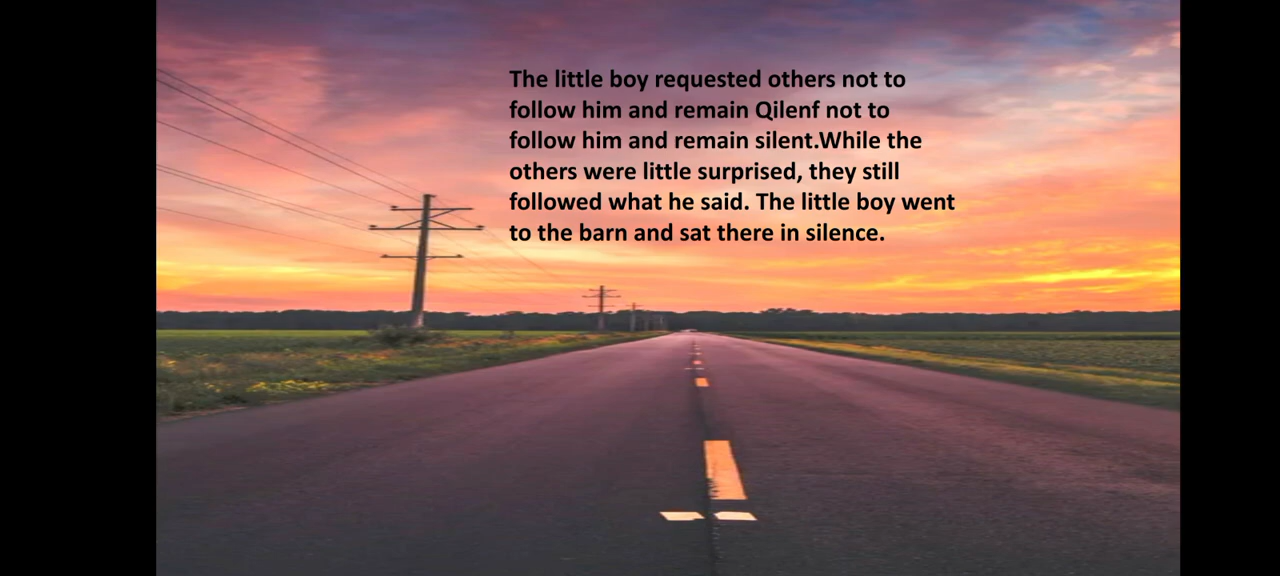 The little boy requested others not to
follow him and remain Qilenf not to
follow him and remain silent.While the
others were little surprised, they still
followed what he said. The little boy went
to the barn and sat there in silence.